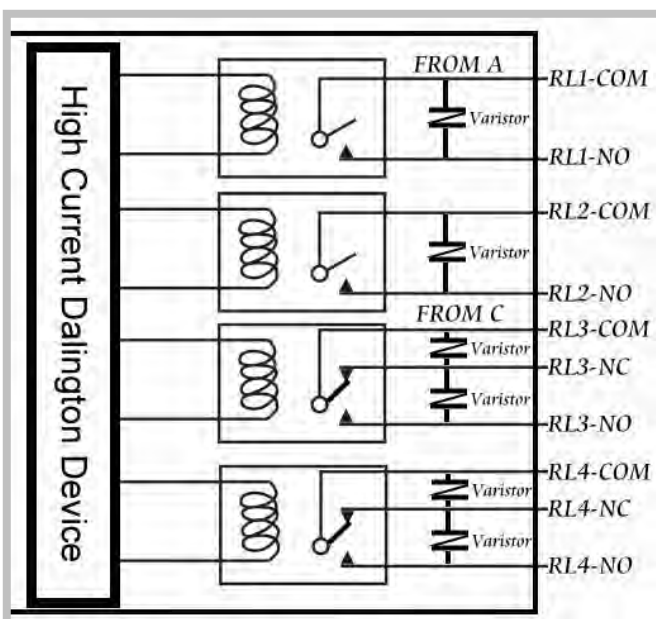 High Current Dalington Device
FROM A
RL1-COM
Varistor
RL1-NO
RL2-COM
Varistor
RL2-NO
FROM C
RL3-COM
Varistor
RL3-NC
Varistor
RL3-NO
RL4-COM
Varistor
RL4-NC
Varistor
RL4-NO